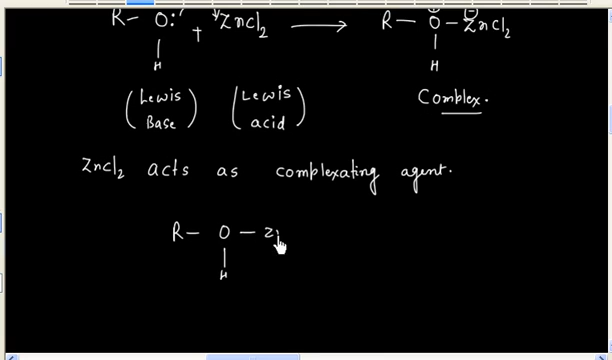 R — O: + ZnCl2 ⟶ R — O — ZnCl2
| |
H H
(Lewis Base) (Lewis acid) Complex.
ZnCl2 acts as complexating agent.
R — O — Z
|
H